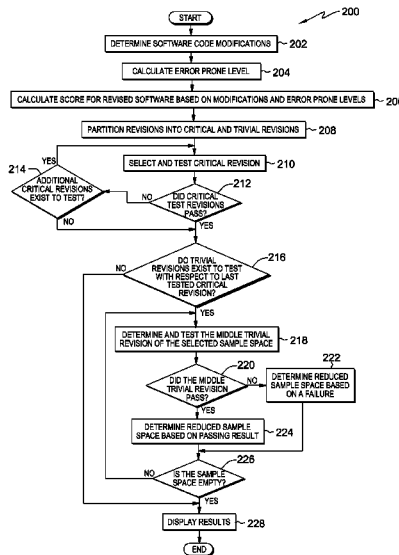 START
200
DETERMINE SOFTWARE CODE MODIFICATIONS
202
CALCULATE ERROR PRONE LEVEL
204
CALCULATE SCORE FOR REVISED SOFTWARE BASED ON MODIFICATIONS AND ERROR PRONE LEVELS
PARTITION REVISIONS INTO CRITICAL AND TRIVIAL REVISIONS
208
YES
SELECT AND TEST CRITICAL REVISION
210
214
ADDITIONAL
CRITICAL REVISIONS
EXIST TO TEST?
NO
212
DID CRITICAL
TEST REVISIONS
PASS?
NO
YES
216
NO
DO TRIVIAL
REVISIONS EXIST TO TEST
WITH RESPECT TO LAST
TESTED CRITICAL
REVISION?
YES
DETERMINE AND TEST THE MIDDLE TRIVIAL
REVISION OF THE SELECTED SAMPLE SPACE
218
220
DID THE MIDDLE
TRIVIAL REVISION
PASS?
NO
222
DETERMINE REDUCED
SAMPLE SPACE BASED
ON A FAILURE
YES
DETERMINE REDUCED SAMPLE
SPACE BASED ON PASSING RESULT
224
226
NO
IS THE SAMPLE
SPACE EMPTY?
YES
DISPLAY RESULTS
228
END